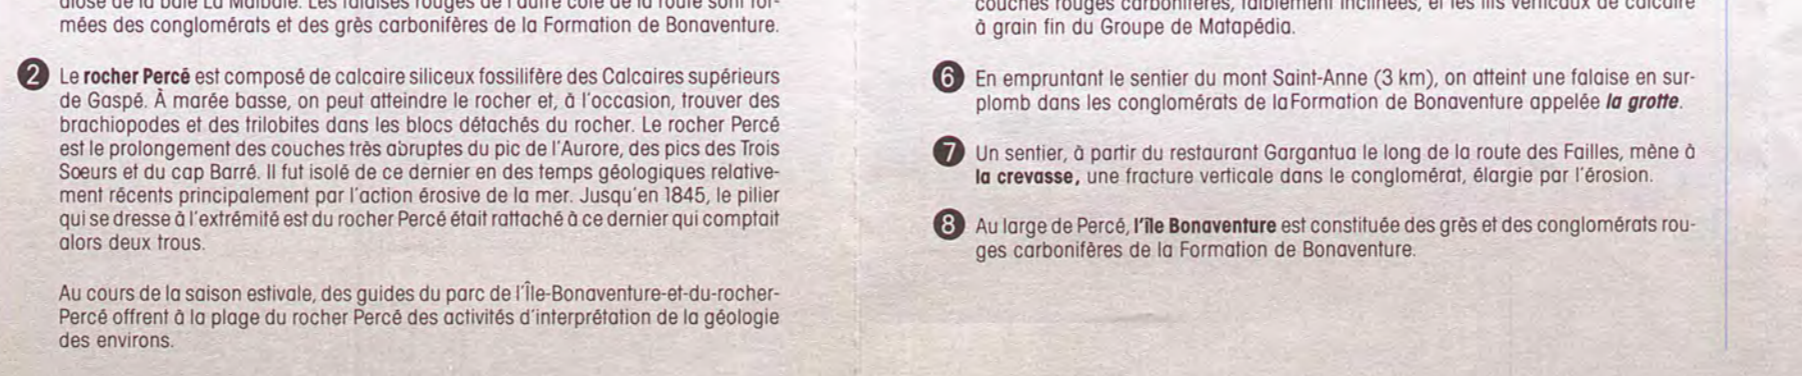 mées des conglomérats et des grès carbonifères de la Formation de Bonaventure.
2 Le rocher Percé est composé de calcaire siliceux fossilifère des Calcaires supérieurs
de Gaspé. À marée basse, on peut atteindre le rocher et, à l'occasion, trouver des
brachiopodes et des trilobites dans les blocs détachés du rocher. Le rocher Percé
est le prolongement des couches très abruptes du pic de l'Aurore, des pics des Trois
Soeurs et du cap Barré. Il fut isolé de ce dernier en des temps géologiques relative-
ment récents principalement par l'action érosive de la mer. Jusqu'en 1845, le pilier
qui se dresse à l'extrémité est du rocher Percé était rattaché à ce dernier qui comptait
alors deux trous.
Au cours de la saison estivale, des guides du parc de l'Île-Bonaventure-et-du-rocher-
Percé offrent à la plage du rocher Percé des activités d'interprétation de la géologie
des environs.
couches rouges carbonifères, faiblement inclinées, et les lits verticaux de calcaire
à grain fin du Groupe de Matapédia.
6 En empruntant le sentier du mont Saint-Anne (3 km), on atteint une falaise en sur-
plomb dans les conglomérats de la Formation de Bonaventure appelée la grotte.
7 Un sentier, à partir du restaurant Gargantua le long de la route des Failles, mène à
la crevasse, une fracture verticale dans le conglomérat, élargie par l'érosion.
8 Au large de Percé, l'île Bonaventure est constituée des grès et des conglomérats rou-
ges carbonifères de la Formation de Bonaventure.